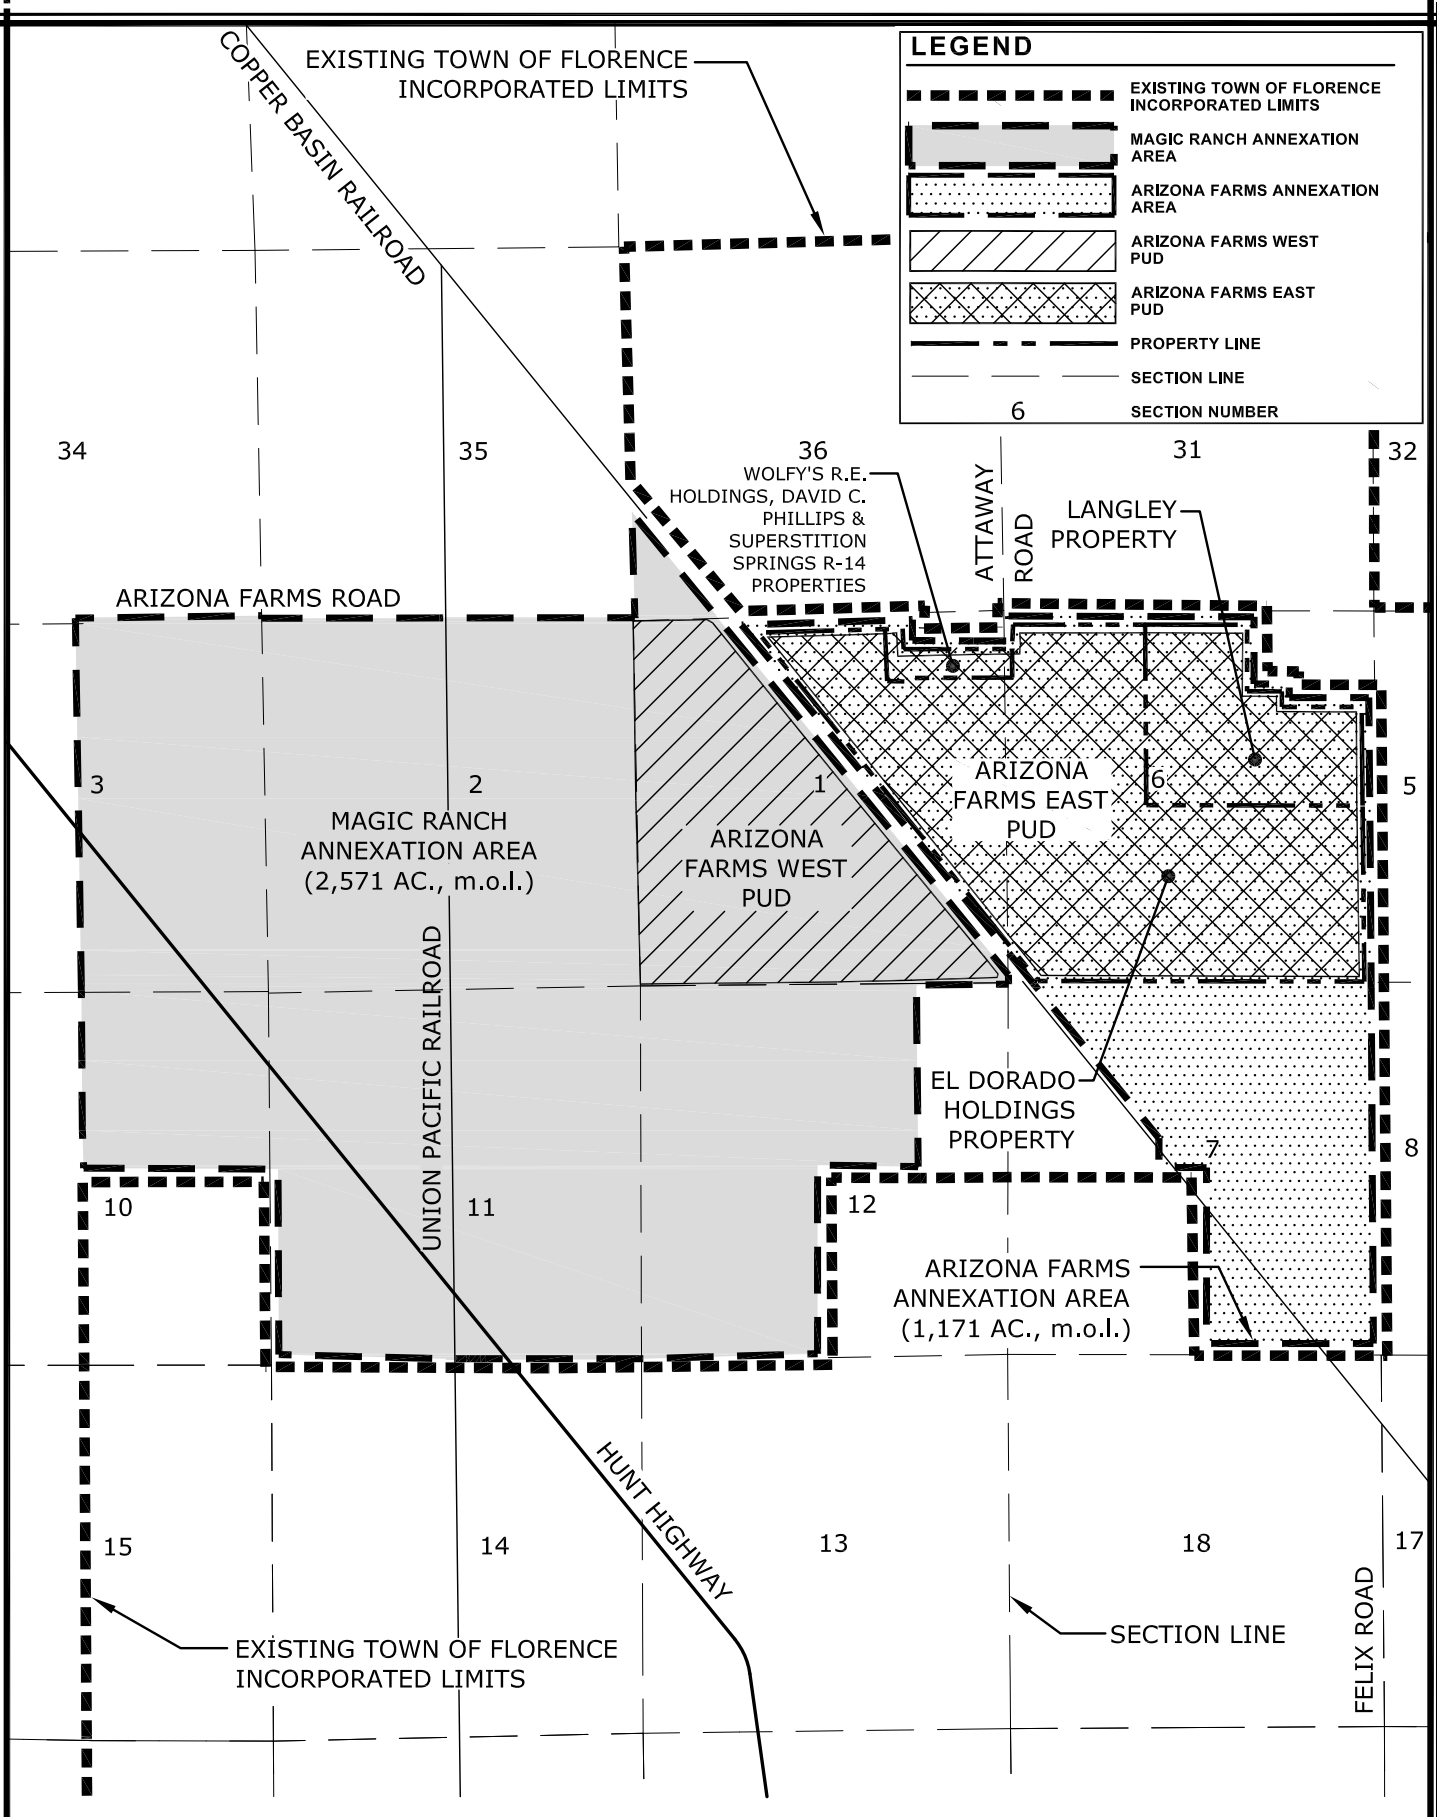 LEGEND
EXISTING TOWN OF FLORENCE
INCORPORATED LIMITS
MAGIC RANCH ANNEXATION
AREA
ARIZONA FARMS ANNEXATION
AREA
ARIZONA FARMS WEST
PUD
ARIZONA FARMS EAST
PUD
PROPERTY LINE
SECTION LINE
6
SECTION NUMBER
EXISTING TOWN OF FLORENCE
INCORPORATED LIMITS
COPPER BASIN RAILROAD
34
35
36
31
32
WOLFY'S R.E.
HOLDINGS, DAVID C.
PHILLIPS &
SUPERSTITION
SPRINGS R-14
PROPERTIES
ATTAWAY
ROAD
LANGLEY
PROPERTY
ARIZONA FARMS ROAD
3
2
1
6
5
MAGIC RANCH
ANNEXATION AREA
(2,571 AC., m.o.l.)
ARIZONA
FARMS WEST
PUD
ARIZONA
FARMS EAST
PUD
UNION PACIFIC RAILROAD
EL DORADO
HOLDINGS
PROPERTY
7
8
10
11
12
ARIZONA FARMS
ANNEXATION AREA
(1,171 AC., m.o.l.)
HUNT HIGHWAY
15
14
13
18
17
EXISTING TOWN OF FLORENCE
INCORPORATED LIMITS
SECTION LINE
FELIX ROAD